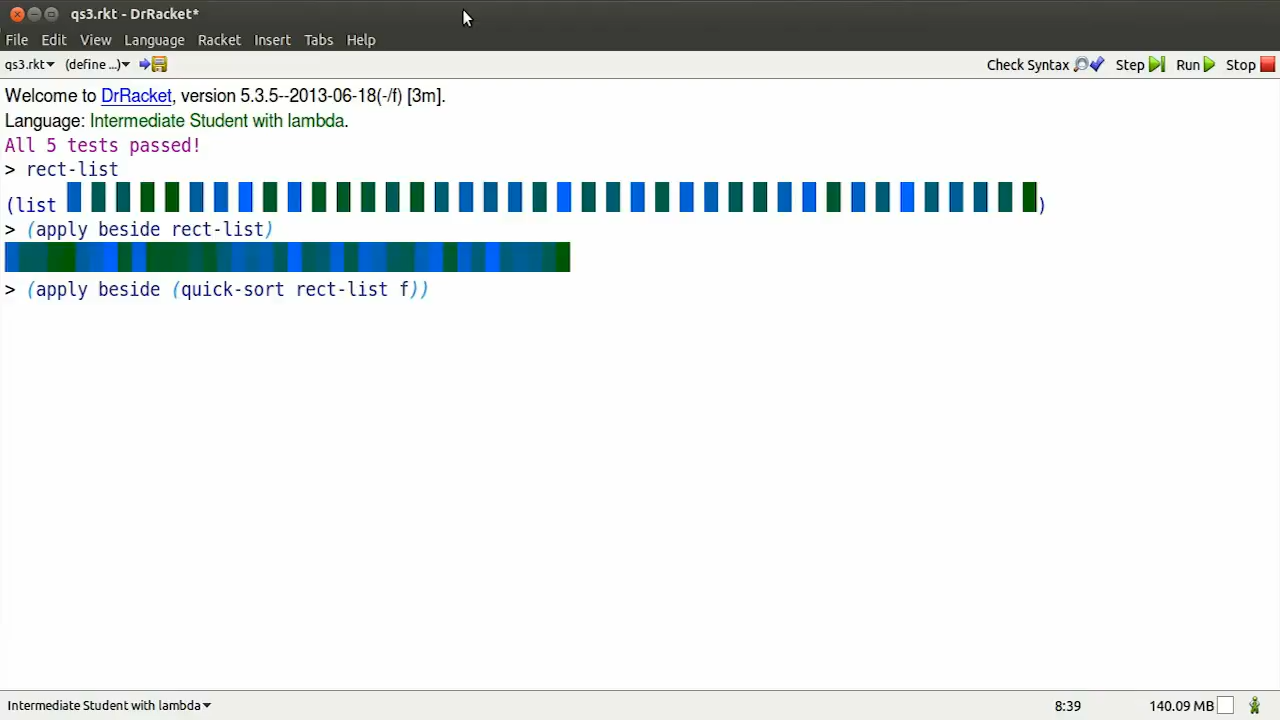 qs3.rkt - DrRacket*
File Edit View Language Racket Insert Tabs Help
qs3.rkt (define ...) Check Syntax Step Run Stop
Welcome to DrRacket, version 5.3.5--2013-06-18(-/f) [3m].
Language: Intermediate Student with lambda.
All 5 tests passed!
> rect-list
(list )
> (apply beside rect-list)
> (apply beside (quick-sort rect-list f))
Intermediate Student with lambda 8:39 140.09 MB